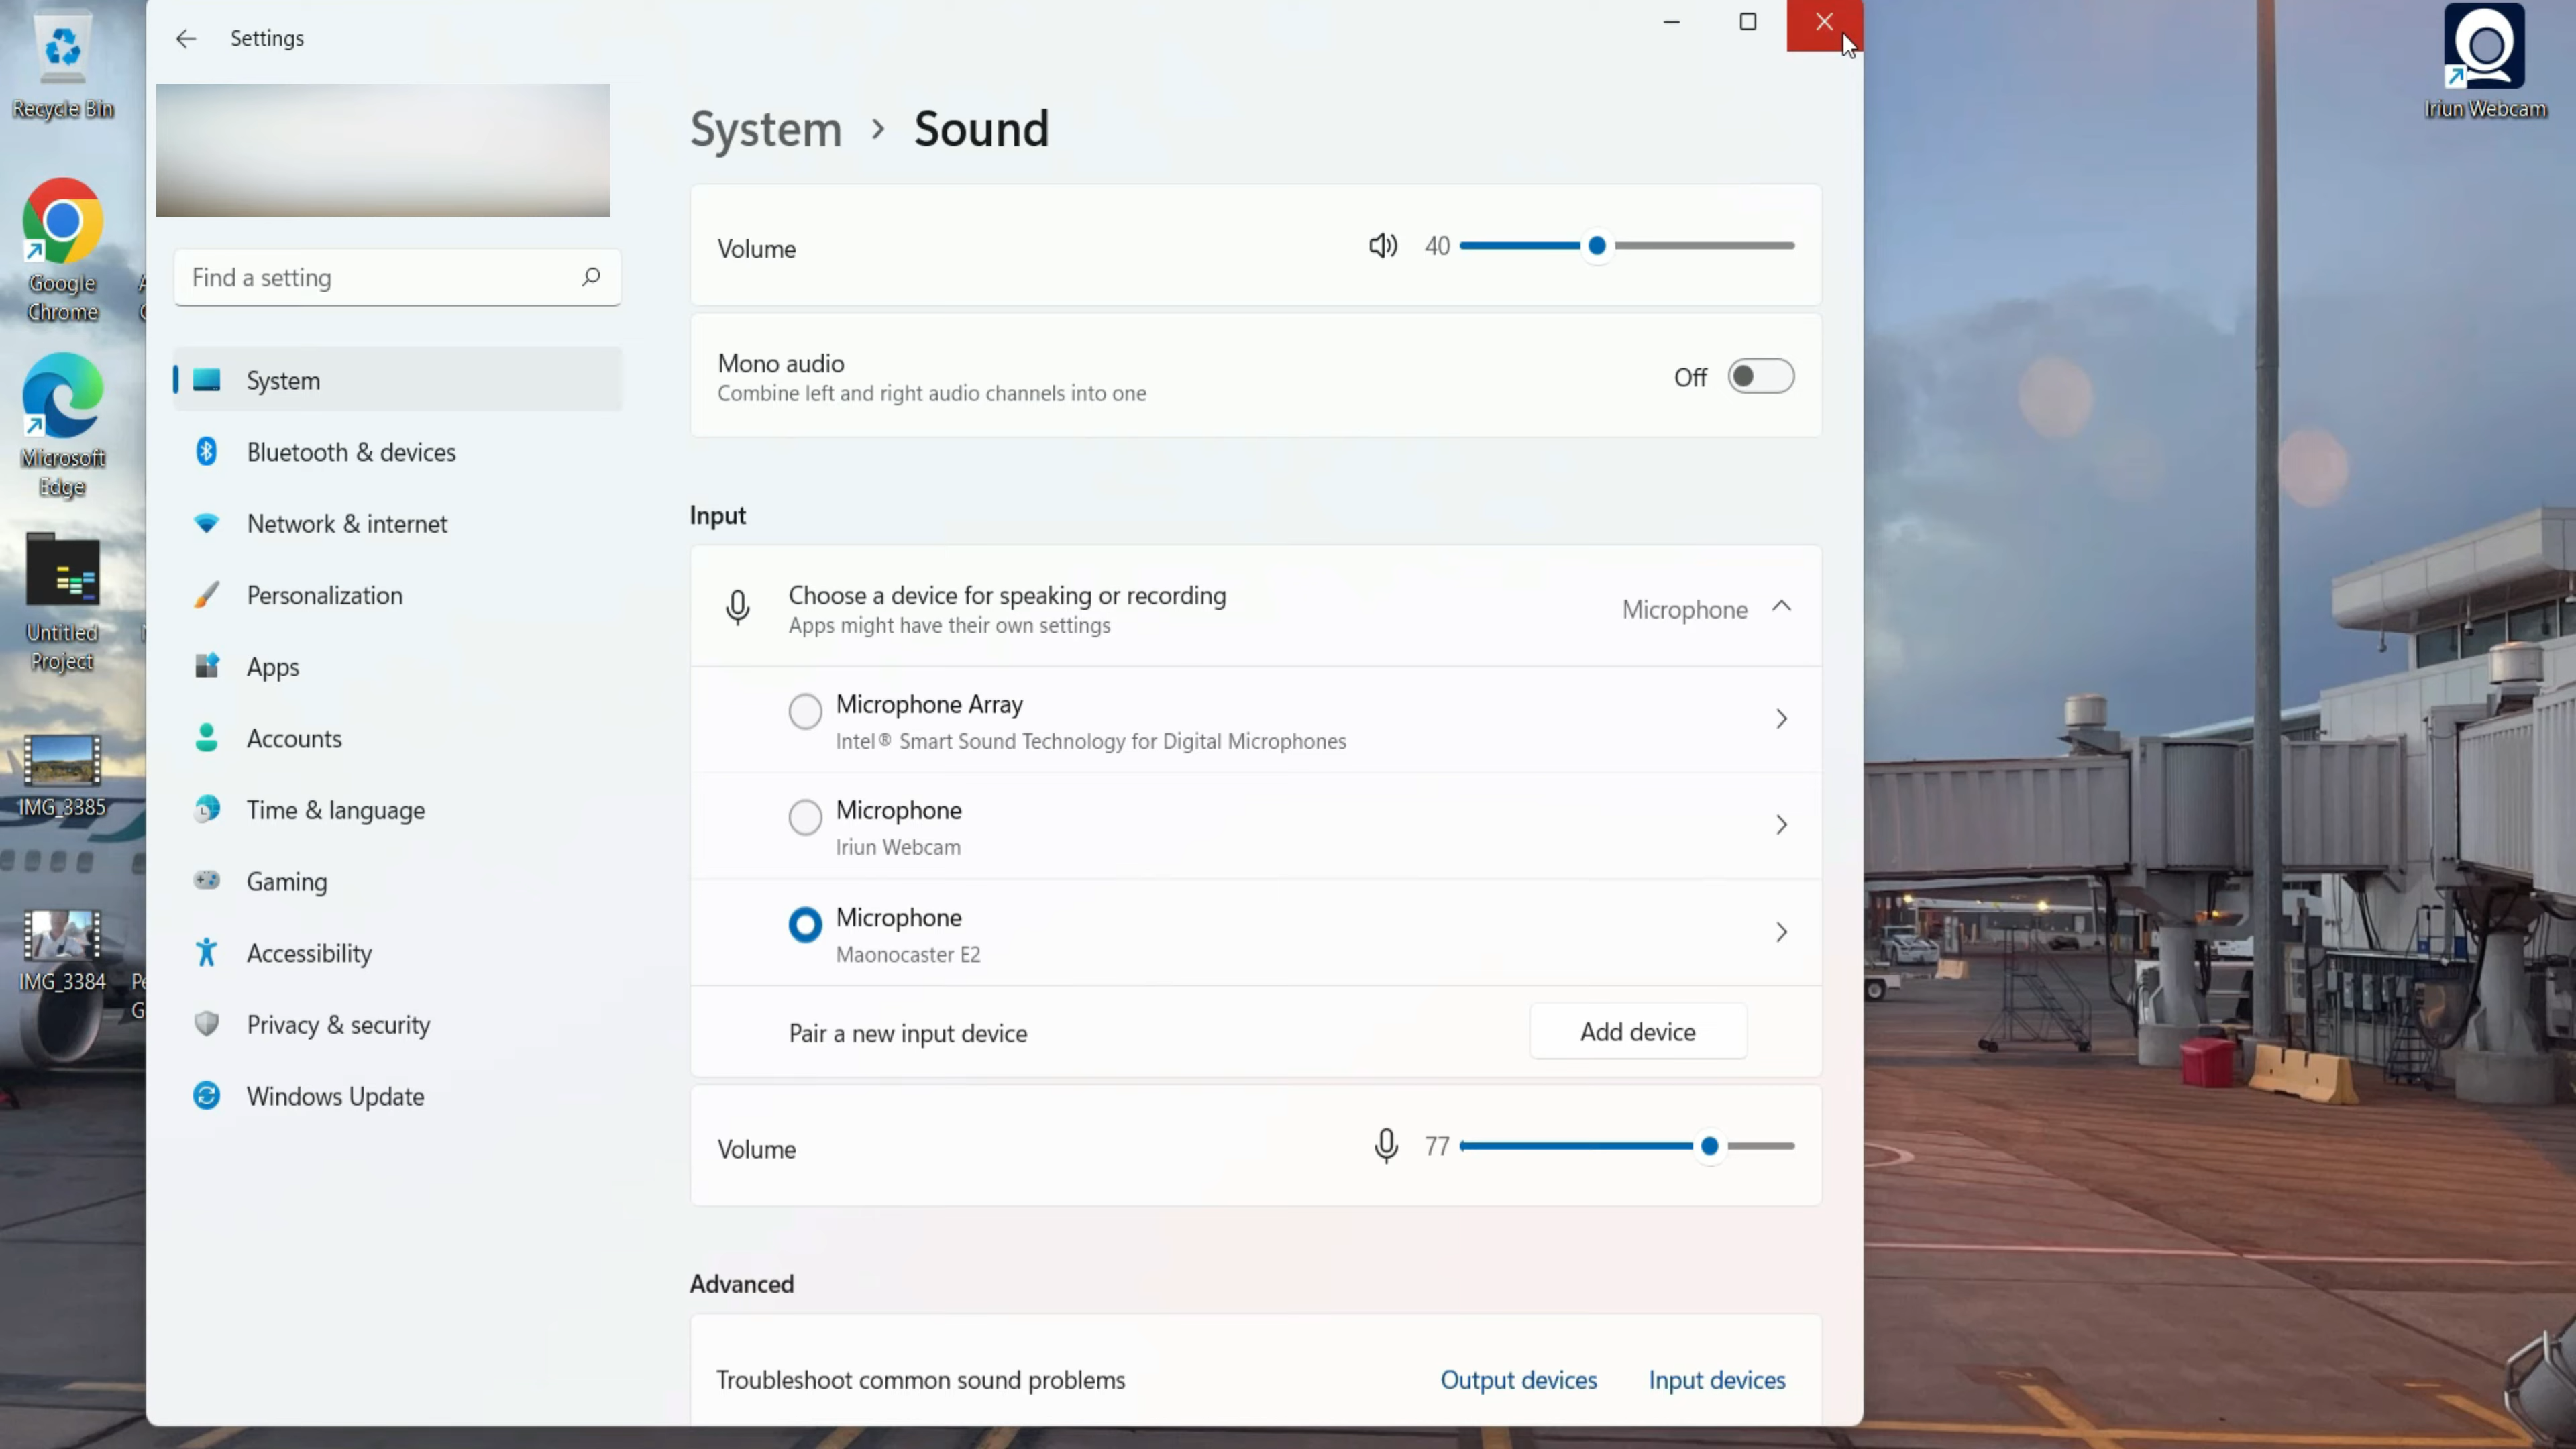 Settings
Recycle Bin
Google
Chrome
Microsoft
Edge
Untitled
Project
IMG_3385
IMG_3384
Find a setting
System
Bluetooth & devices
Network & internet
Personalization
Apps
Accounts
Time & language
Gaming
Accessibility
Privacy & security
Windows Update
System > Sound
Volume 40
Mono audio
Combine left and right audio channels into one
Off
Input
Choose a device for speaking or recording
Apps might have their own settings
Microphone
Microphone Array
Intel® Smart Sound Technology for Digital Microphones
Microphone
Iriun Webcam
Microphone
Maonocaster E2
Pair a new input device
Add device
Volume 77
Advanced
Troubleshoot common sound problems
Output devices
Input devices
Iriun Webcam